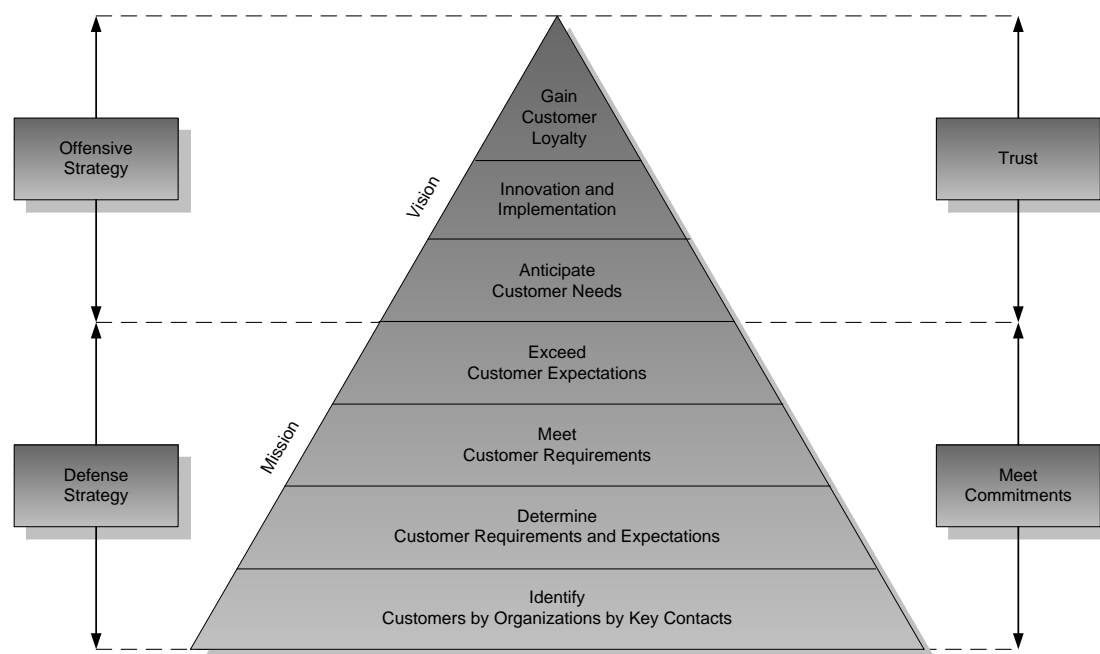 Gain
Customer
Loyalty
Offensive
Strategy
Trust
Vision
Innovation and
Implementation
Anticipate
Customer Needs
Exceed
Customer Expectations
Mission
Meet
Customer Requirements
Defense
Strategy
Meet
Commitments
Determine
Customer Requirements and Expectations
Identify
Customers by Organizations by Key Contacts